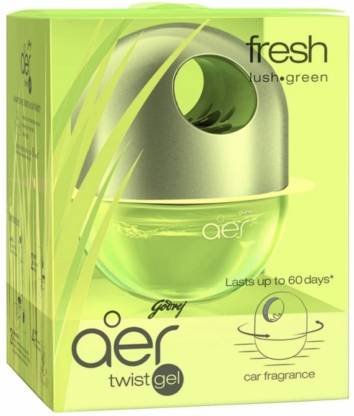 fresh
lush•green
aer
Lasts up to 60 days*
Godrej
aer
twist gel
car fragrance